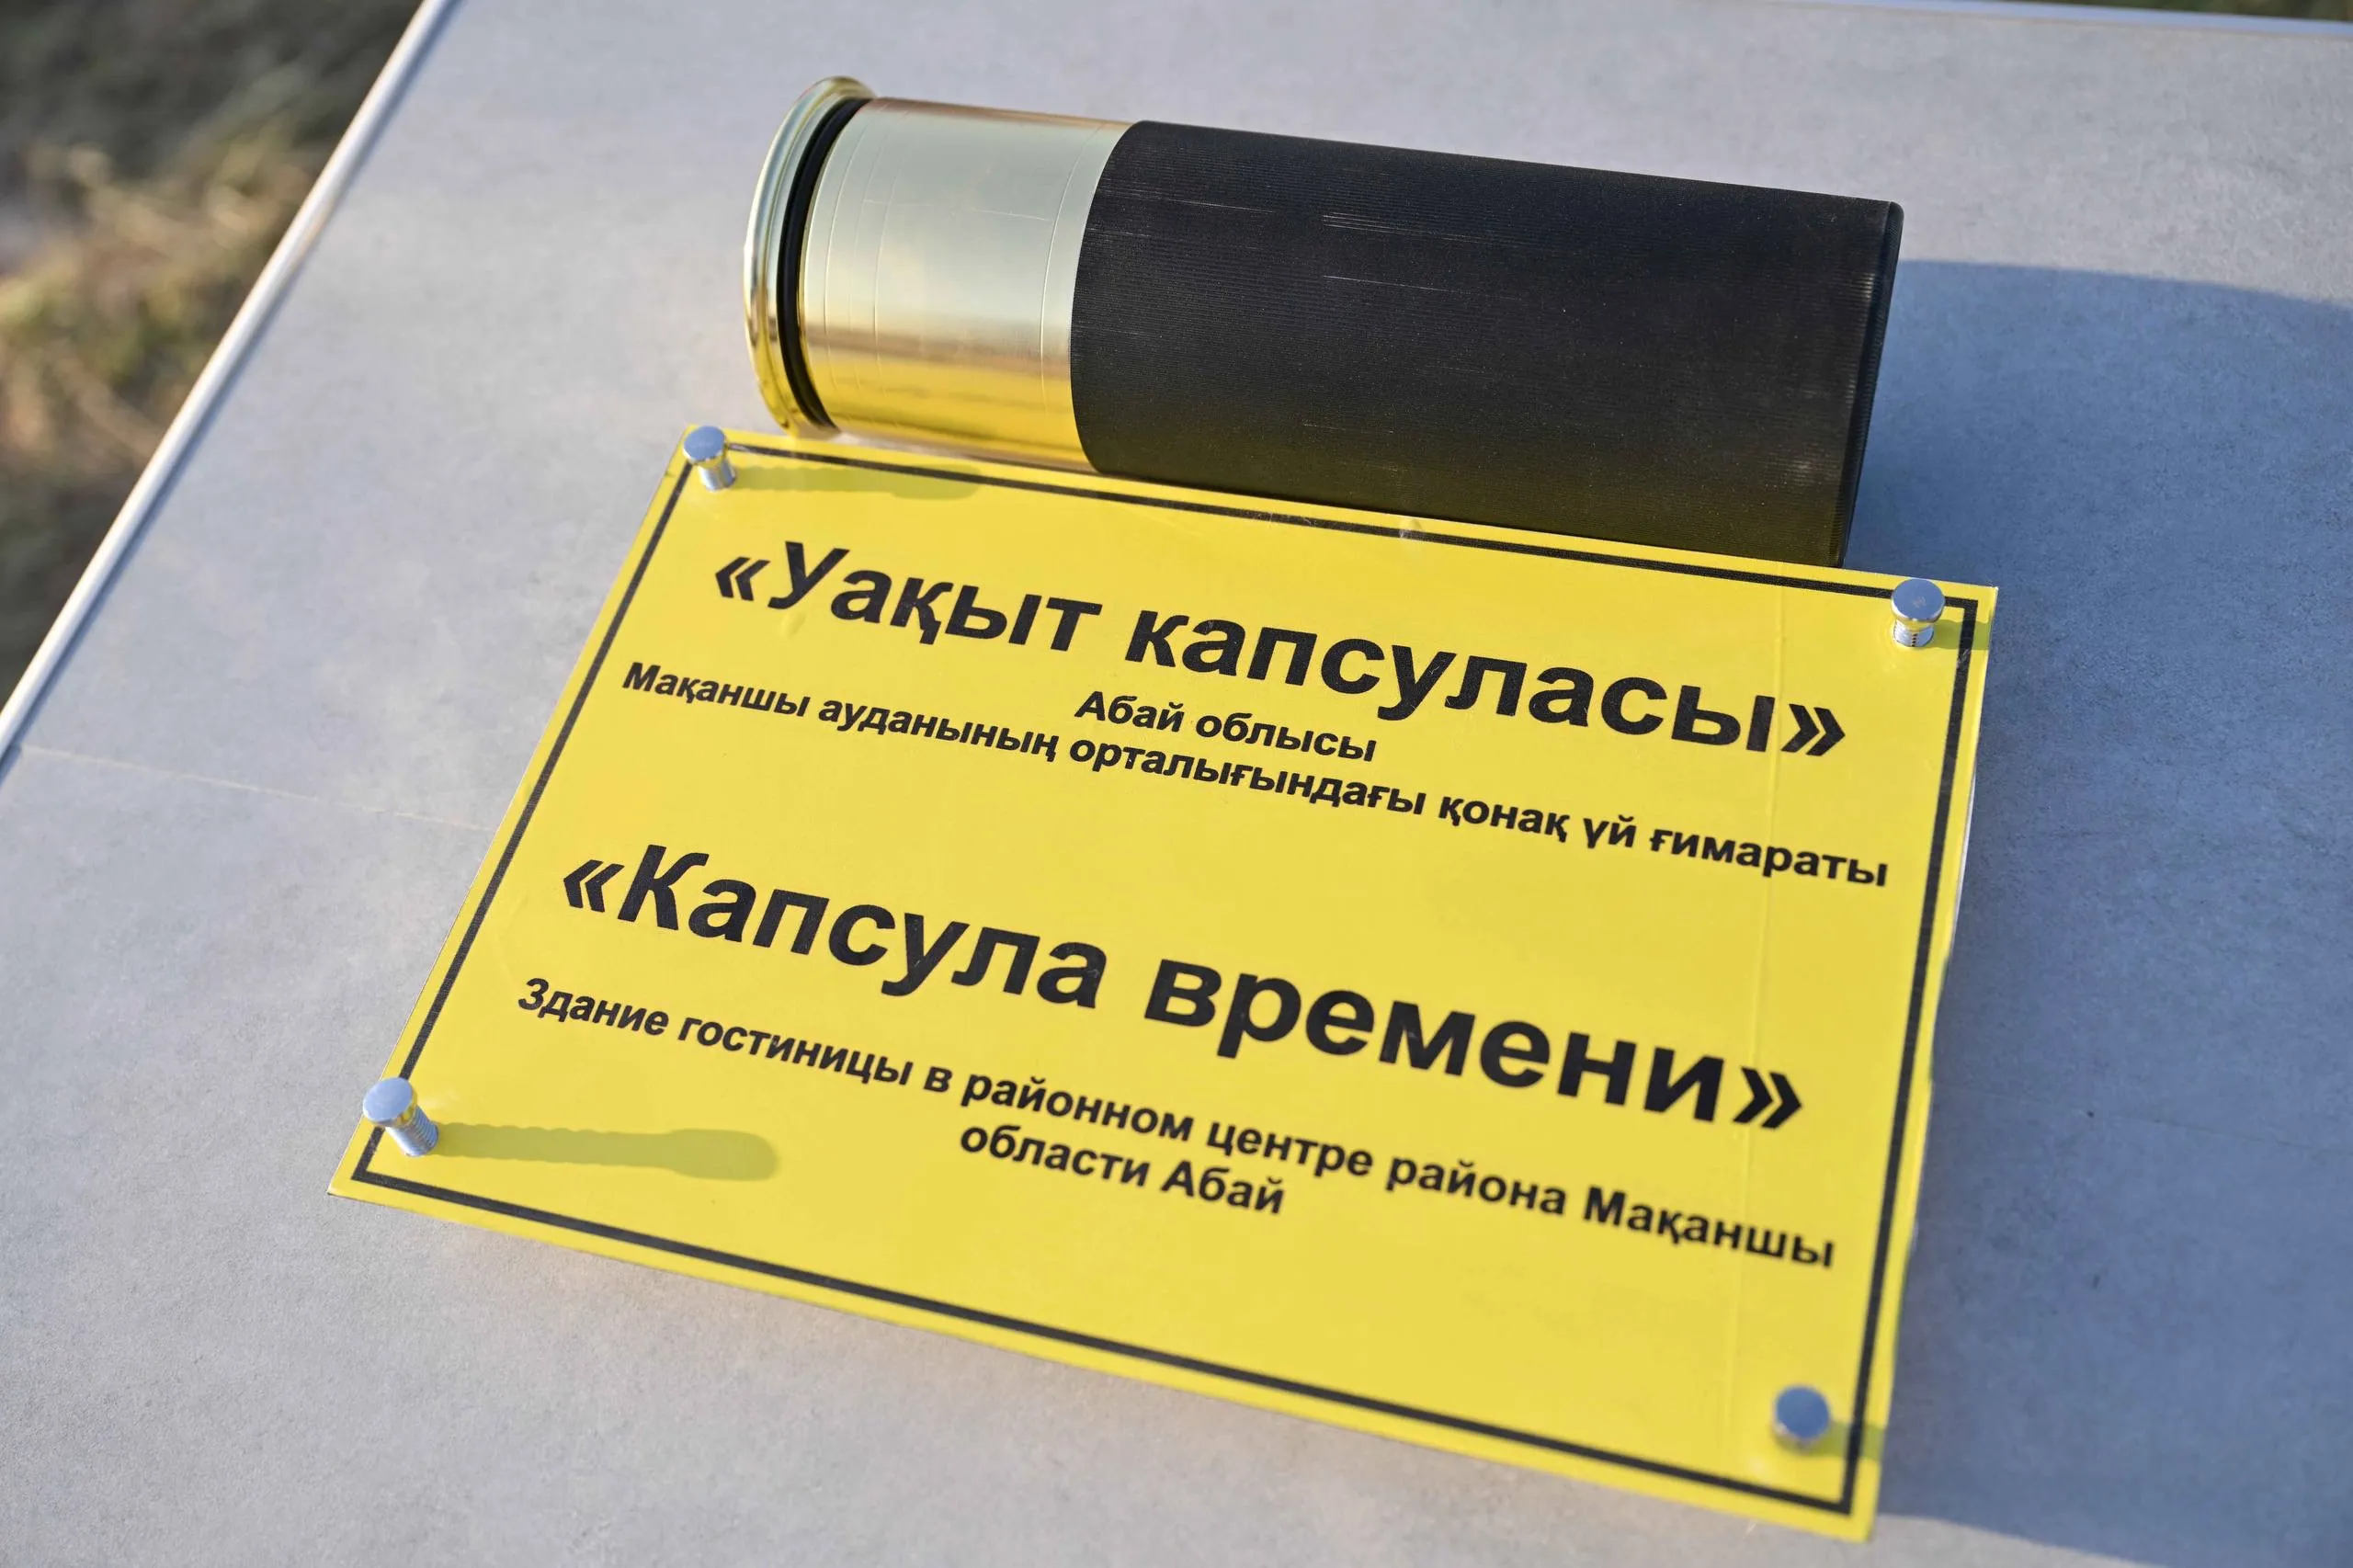 «Уақыт капсуласы»
Абай облысы
Мақаншы ауданының орталығындағы қонақ үй ғимараты
«Капсула времени»
Здание гостиницы в районном центре района Мақаншы
области Абай